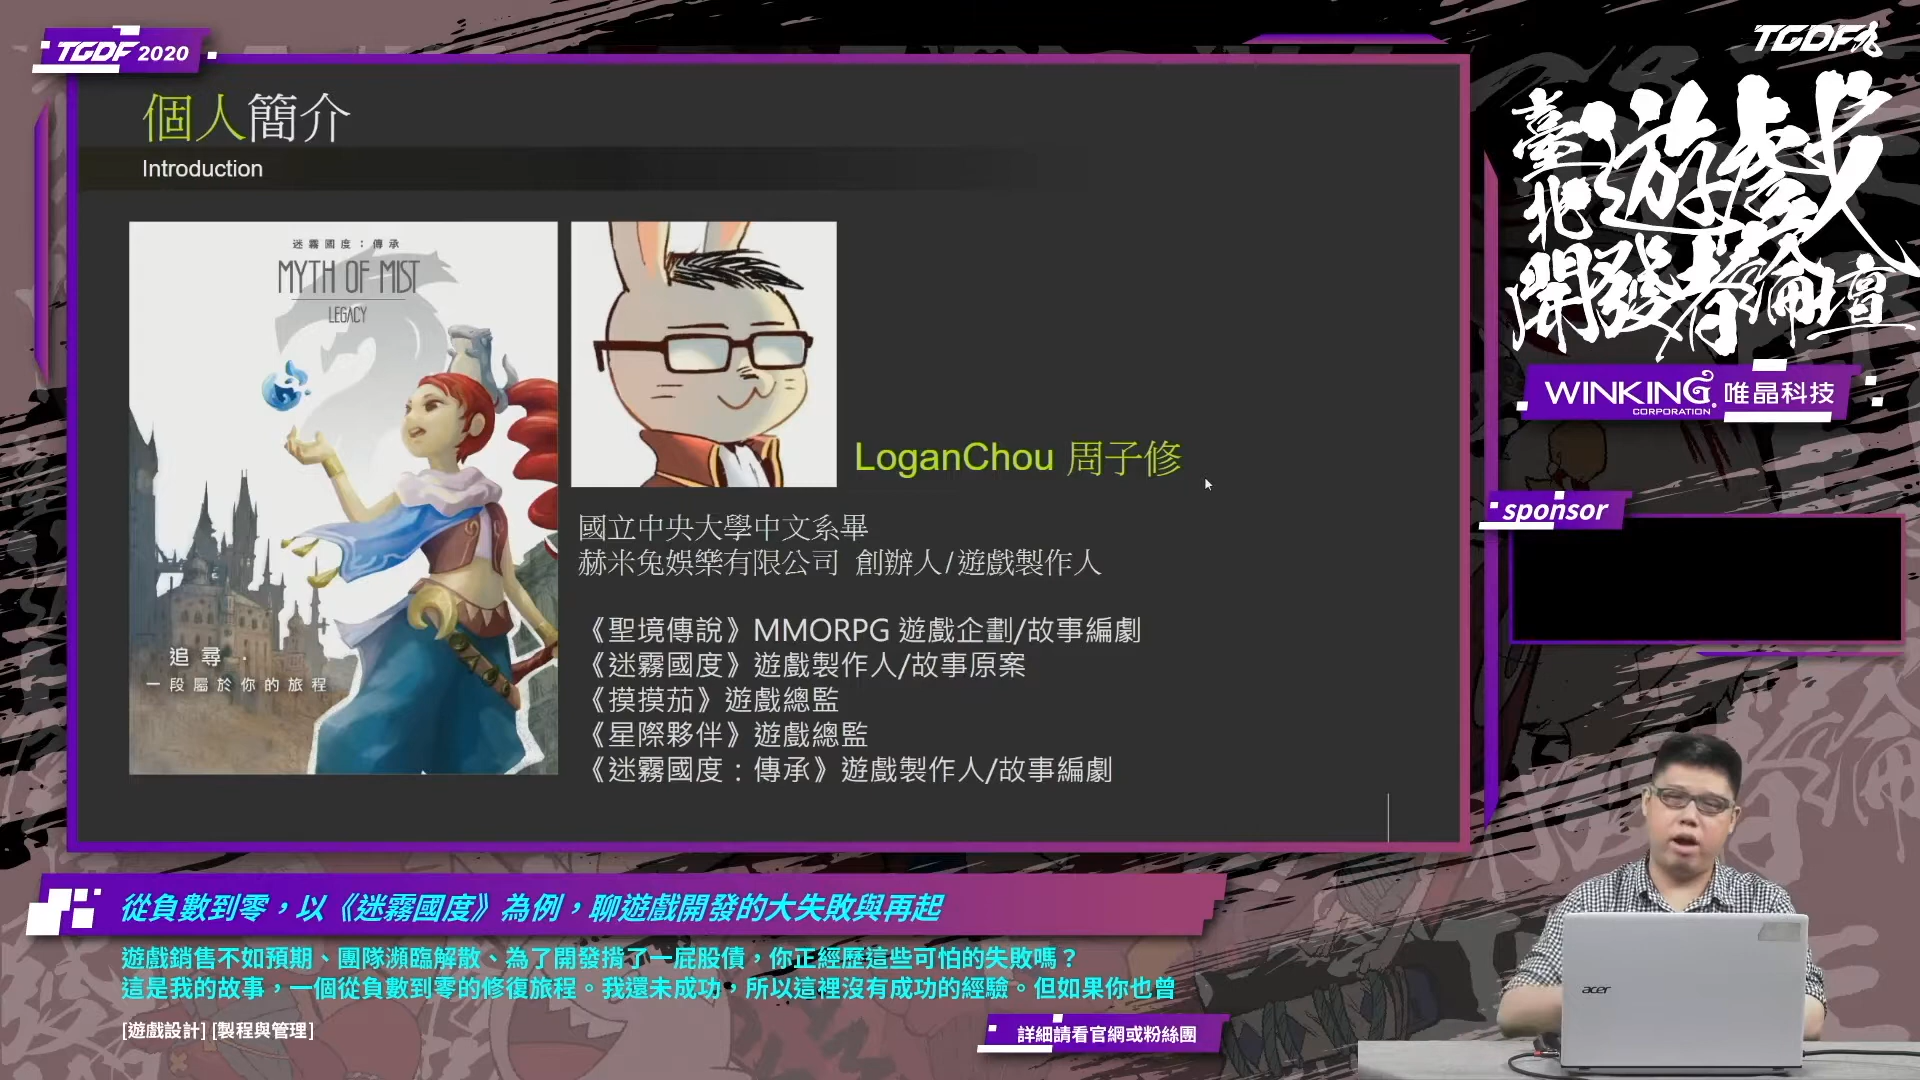 TGDF 2020
個人簡介
Introduction
迷霧國度：傳承
MYTH OF MIST
LEGACY
追尋·
一段屬於你的旅程
LoganChou 周子修
國立中央大學中文系畢
赫米兔娛樂有限公司 創辦人/遊戲製作人
《聖境傳說》MMORPG 遊戲企劃/故事編劇
《迷霧國度》遊戲製作人/故事原案
《摸摸茄》遊戲總監
《星際夥伴》遊戲總監
《迷霧國度：傳承》遊戲製作人/故事編劇
TGDF九
臺北遊戲開發者論壇
WINKING CORPORATION 唯晶科技
sponsor
從負數到零，以《迷霧國度》為例，聊遊戲開發的大失敗與再起
遊戲銷售不如預期、團隊瀕臨解散、為了開發揹了一屁股債，你正經歷這些可怕的失敗嗎？
這是我的故事，一個從負數到零的修復旅程。我還未成功，所以這裡沒有成功的經驗。但如果你也曾
[遊戲設計] [製程與管理]
詳細請看官網或粉絲團
acer